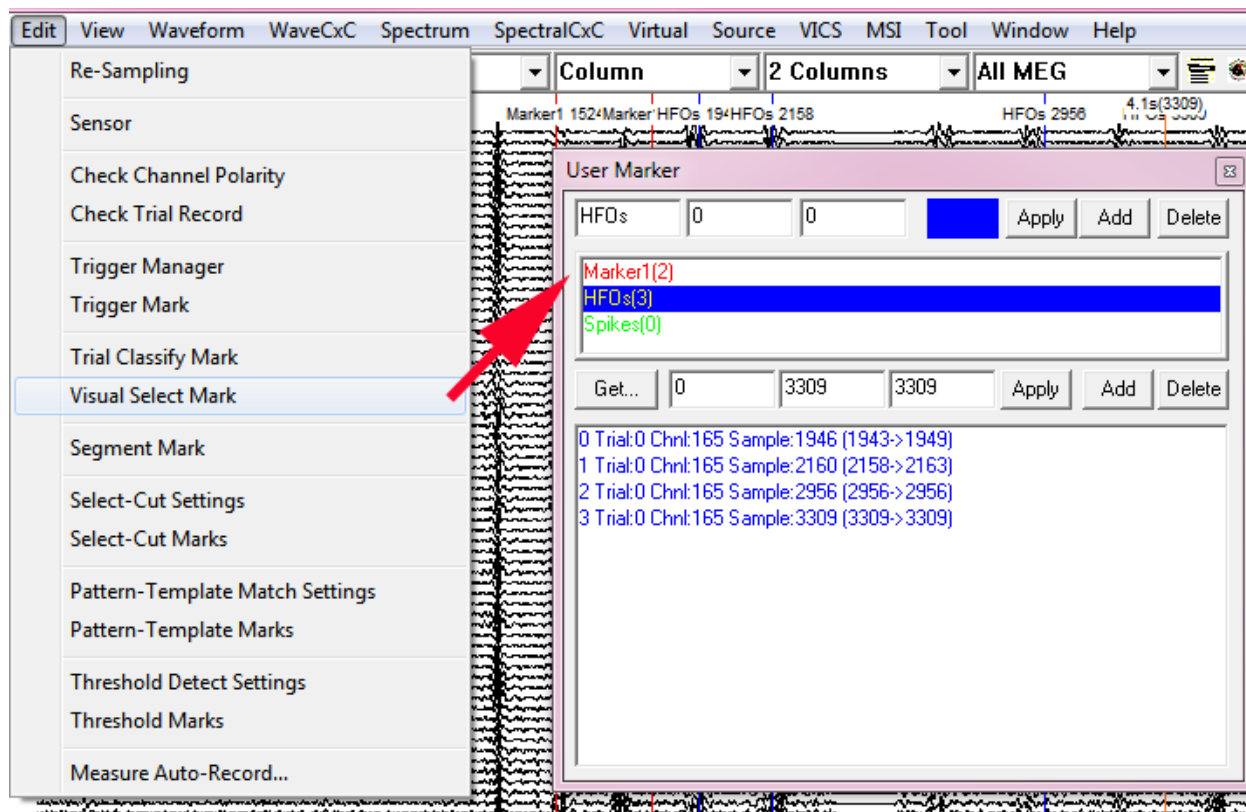 Edit View Waveform WaveCxC Spectrum SpectralCxC Virtual Source VICS MSI Tool Window Help
Column 2 Columns All MEG
Marker1 1524 Marker HFOs 194 HFOs 2158 HFOs 2956 4.1s(3309)
Re-Sampling
Sensor
Check Channel Polarity
Check Trial Record
Trigger Manager
Trigger Mark
Trial Classify Mark
Visual Select Mark
Segment Mark
Select-Cut Settings
Select-Cut Marks
Pattern-Template Match Settings
Pattern-Template Marks
Threshold Detect Settings
Threshold Marks
Measure Auto-Record...
User Marker
HFOs 0 0 Apply Add Delete
Marker1(2)
HFOs(3)
Spikes(0)
Get... 0 3309 3309 Apply Add Delete
0 Trial:0 Chnl:165 Sample:1946 (1943->1949)
1 Trial:0 Chnl:165 Sample:2160 (2158->2163)
2 Trial:0 Chnl:165 Sample:2956 (2956->2956)
3 Trial:0 Chnl:165 Sample:3309 (3309->3309)